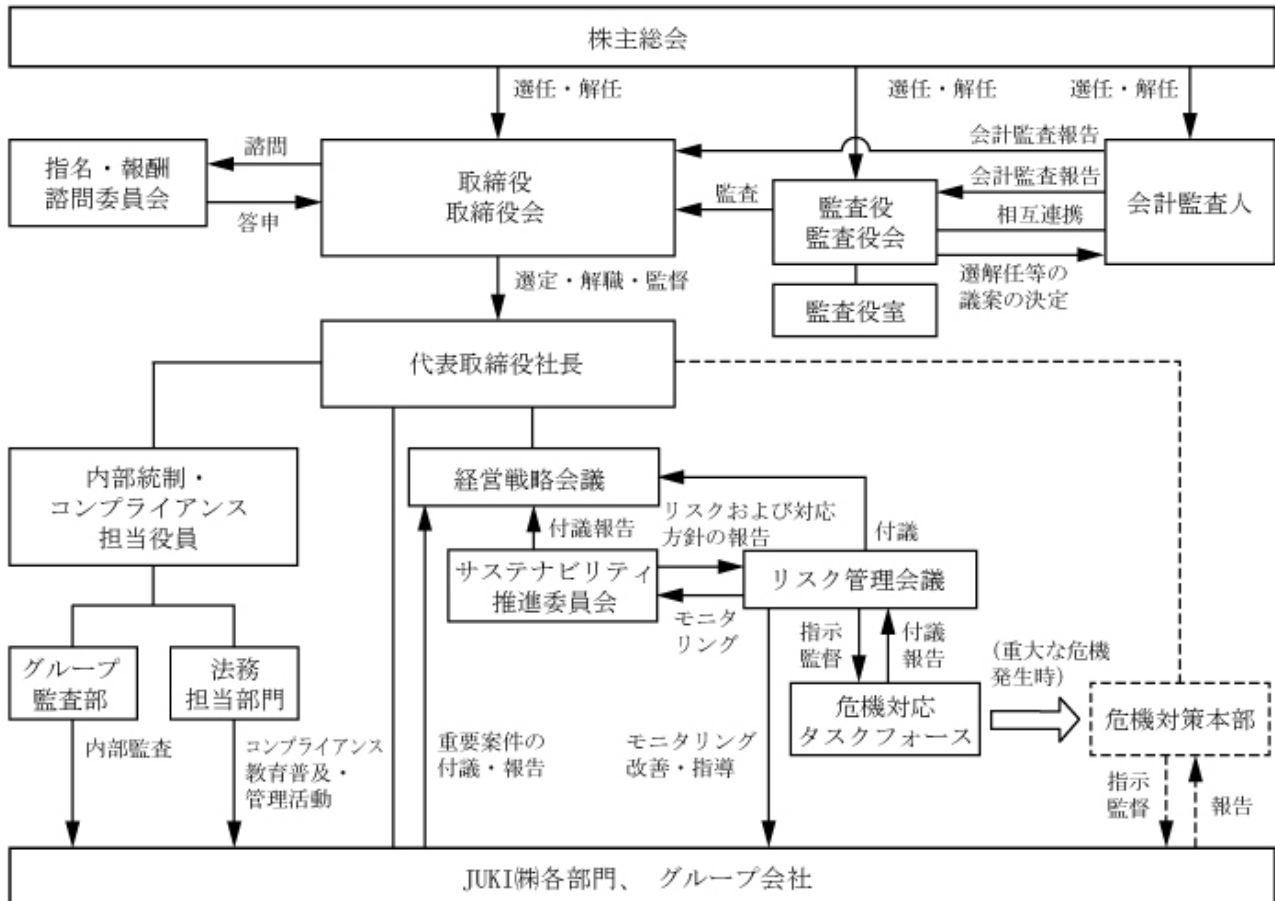 株主総会
選任・解任
選任・解任
選任・解任
指名・報酬
諮問委員会
諮問
答申
取締役
取締役会
監査
監査役
監査役会
監査役室
会計監査報告
会計監査報告
相互連携
選解任等の
議案の決定
会計監査人
選定・解職・監督
代表取締役社長
内部統制・
コンプライアンス
担当役員
経営戦略会議
付議報告
リスクおよび対応
方針の報告
付議
サステナビリティ
推進委員会
モニタ
リング
リスク管理会議
指示
監督
付議
報告
(重大な危機
発生時)
グループ
監査部
法務
担当部門
危機対応
タスクフォース
危機対策本部
内部監査
コンプライアンス
教育普及・
管理活動
重要案件の
付議・報告
モニタリング
改善・指導
指示
監督
報告
JUKI㈱各部門、 グループ会社